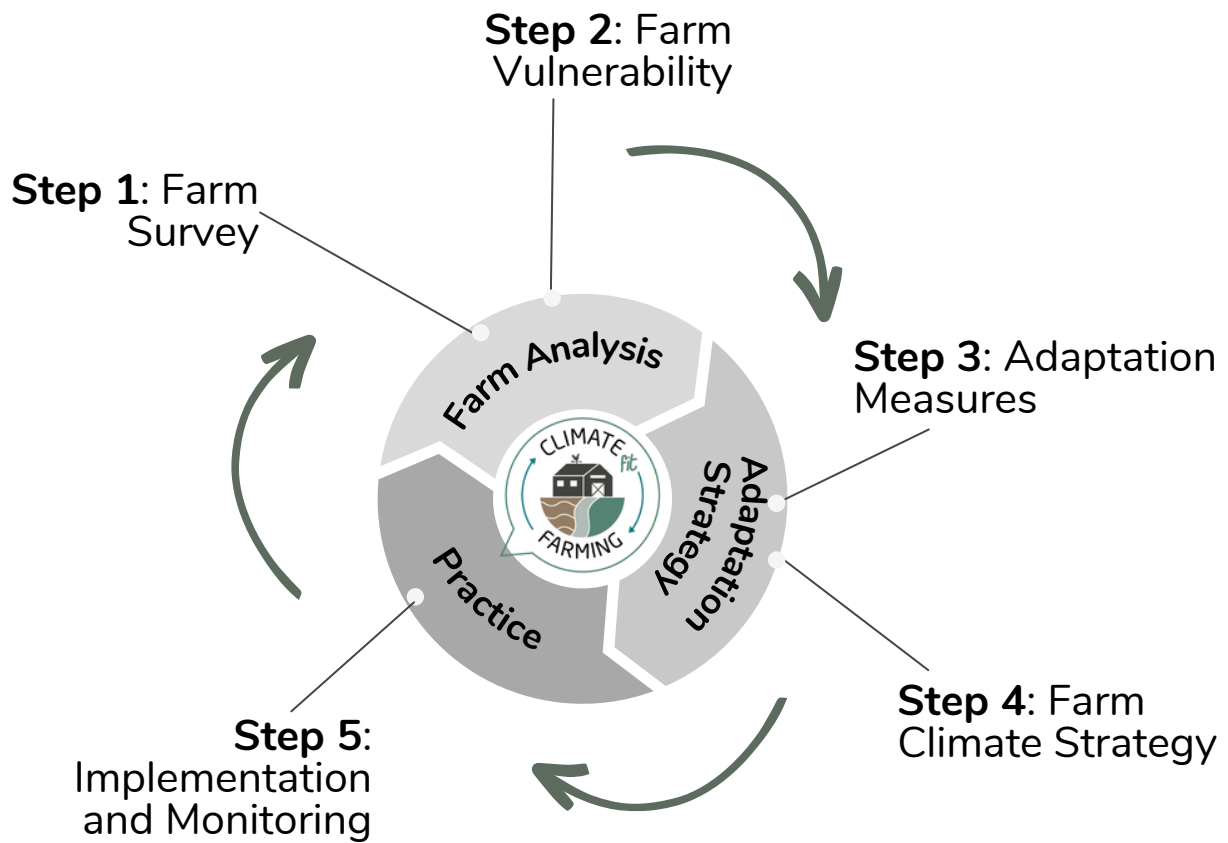 Step 1: Farm
Survey
Step 2: Farm
Vulnerability
Step 3: Adaptation
Measures
Step 4: Farm
Climate Strategy
Step 5:
Implementation
and Monitoring
Farm Analysis
Adaptation
Strategy
Practice
CLIMATE
fit
FARMING